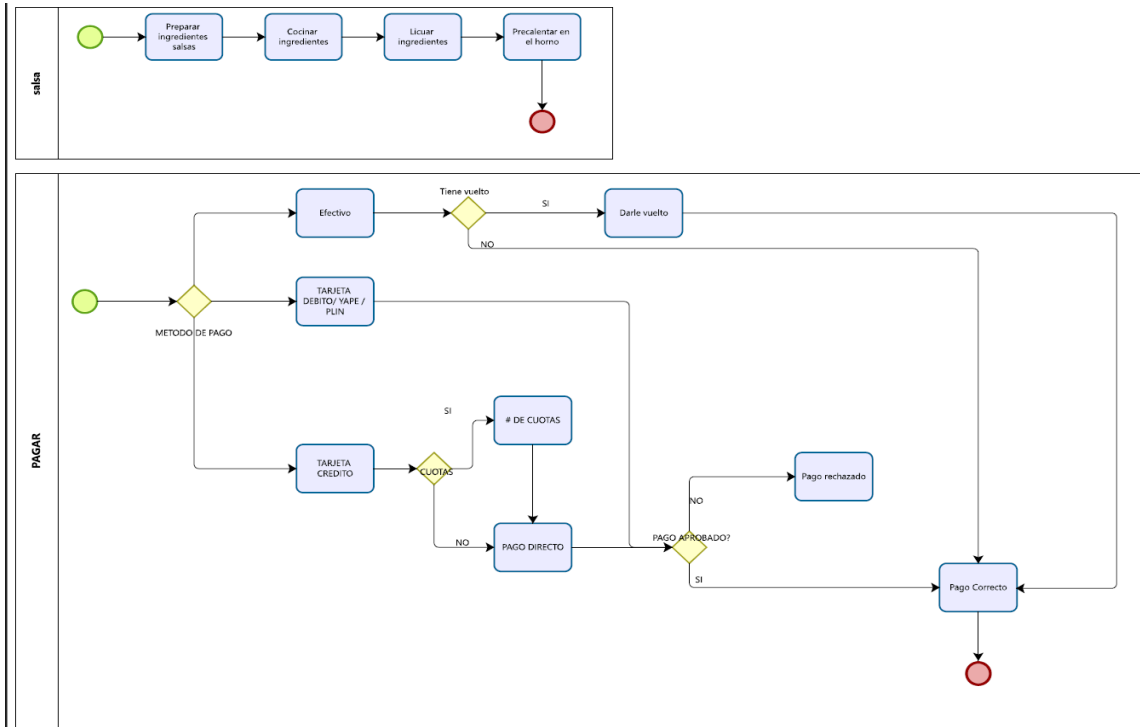 salsa
Preparar
ingredientes
salsas
Cocinar
ingredientes
Licuar
ingredientes
Precalentar en
el horno
PAGAR
METODO DE PAGO
Efectivo
Tiene vuelto
SI
NO
Darle vuelto
TARJETA
DEBITO/ YAPE /
PLIN
TARJETA
CREDITO
CUOTAS
SI
NO
# DE CUOTAS
PAGO DIRECTO
PAGO APROBADO?
NO
SI
Pago rechazado
Pago Correcto